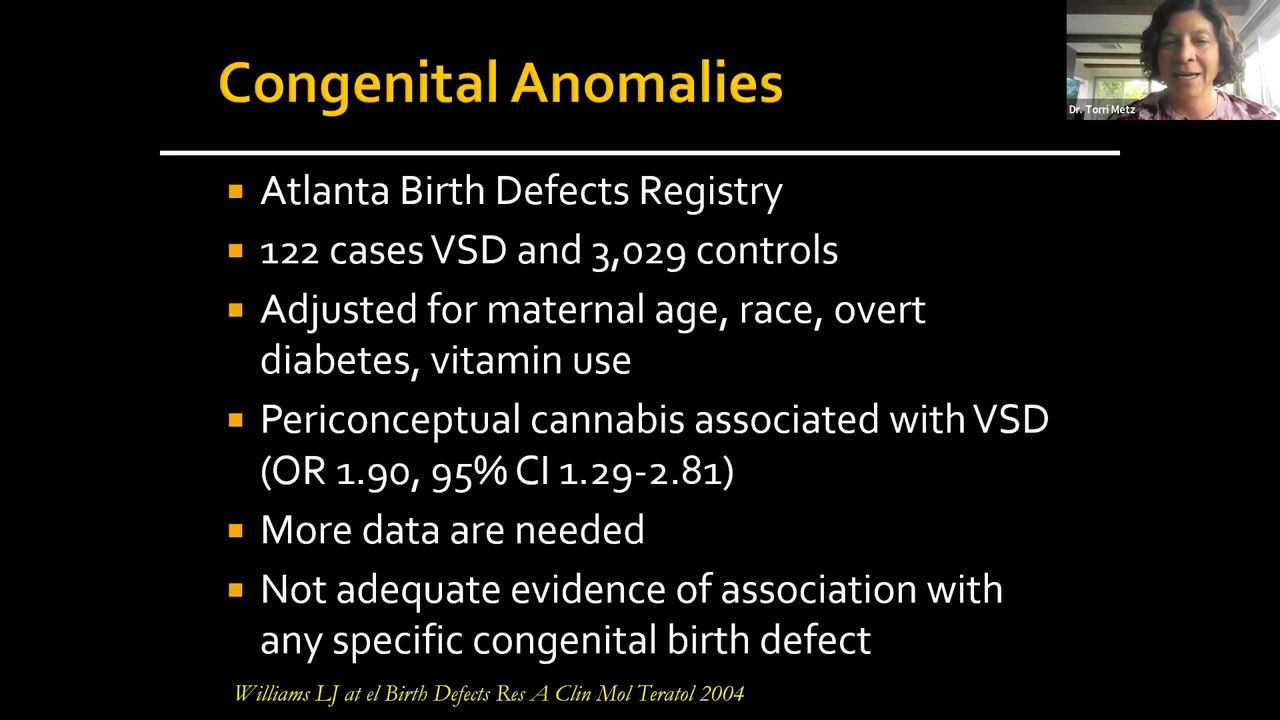 Congenital Anomalies
Dr. Torri Metz
Atlanta Birth Defects Registry
122 cases VSD and 3,029 controls
Adjusted for maternal age, race, overt
diabetes, vitamin use
Periconceptual cannabis associated with VSD
(OR 1.90, 95% CI 1.29-2.81)
More data are needed
Not adequate evidence of association with
any specific congenital birth defect
Williams LJ at el Birth Defects Res A Clin Mol Teratol 2004